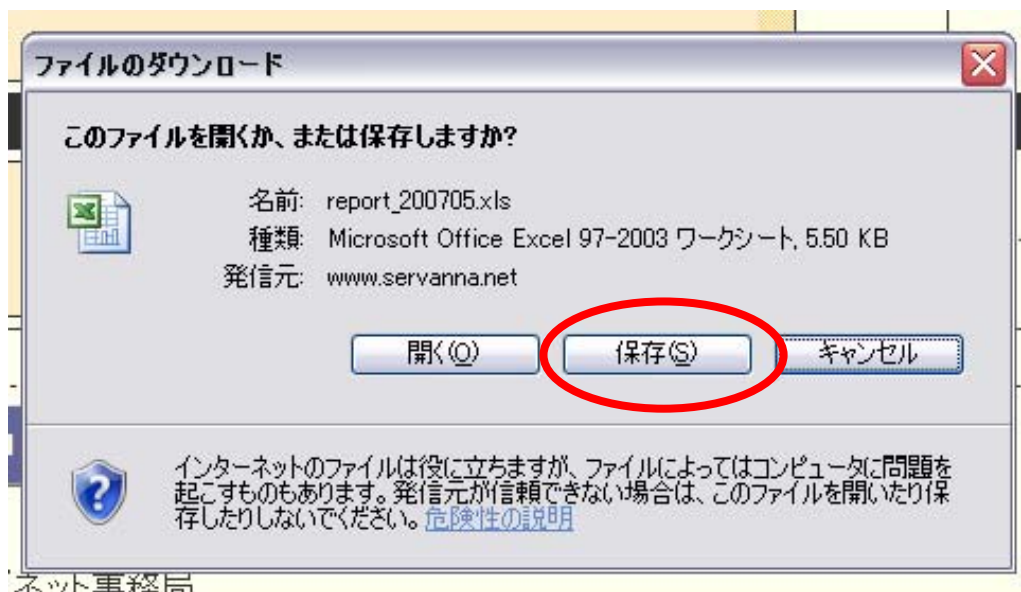 ファイルのダウンロード
このファイルを開くか、または保存しますか?
名前: report_200705.xls
種類: Microsoft Office Excel 97-2003 ワークシート, 5.50 KB
発信元: www.servanna.net
開く(O) 保存(S) キャンセル
インターネットのファイルは役に立ちますが、ファイルによってはコンピュータに問題を
起こすものもあります。発信元が信頼できない場合は、このファイルを開いたり保
存したりしないでください。危険性の説明
ネット事務局